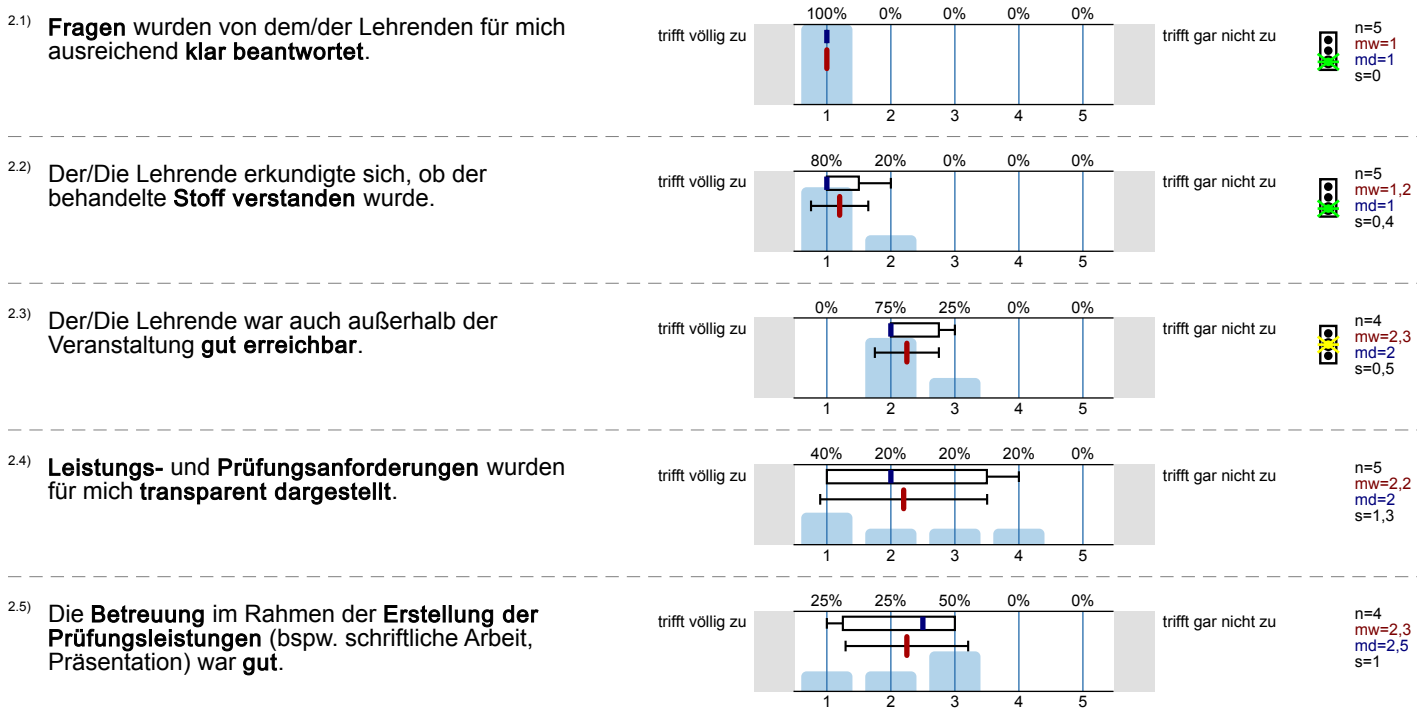 2.1) Fragen wurden von dem/der Lehrenden für mich
ausreichend klar beantwortet.
trifft völlig zu
100% 0% 0% 0% 0%
1 2 3 4 5
trifft gar nicht zu
n=5
mw=1
md=1
s=0
2.2) Der/Die Lehrende erkundigte sich, ob der
behandelte Stoff verstanden wurde.
trifft völlig zu
80% 20% 0% 0% 0%
1 2 3 4 5
trifft gar nicht zu
n=5
mw=1,2
md=1
s=0,4
2.3) Der/Die Lehrende war auch außerhalb der
Veranstaltung gut erreichbar.
trifft völlig zu
0% 75% 25% 0% 0%
1 2 3 4 5
trifft gar nicht zu
n=4
mw=2,3
md=2
s=0,5
2.4) Leistungs- und Prüfungsanforderungen wurden
für mich transparent dargestellt.
trifft völlig zu
40% 20% 20% 20% 0%
1 2 3 4 5
trifft gar nicht zu
n=5
mw=2,2
md=2
s=1,3
2.5) Die Betreuung im Rahmen der Erstellung der
Prüfungsleistungen (bspw. schriftliche Arbeit,
Präsentation) war gut.
trifft völlig zu
25% 25% 50% 0% 0%
1 2 3 4 5
trifft gar nicht zu
n=4
mw=2,3
md=2,5
s=1